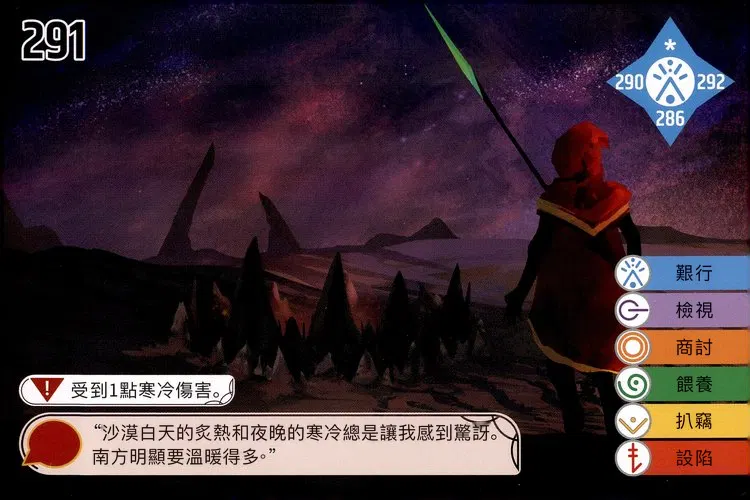 291
*
290 292
286
艱行
檢視
商討
餵養
扒竊
設陷
! 受到1點寒冷傷害。
“沙漠白天的炙熱和夜晚的寒冷總是讓我感到驚訝。
南方明顯要溫暖得多。”